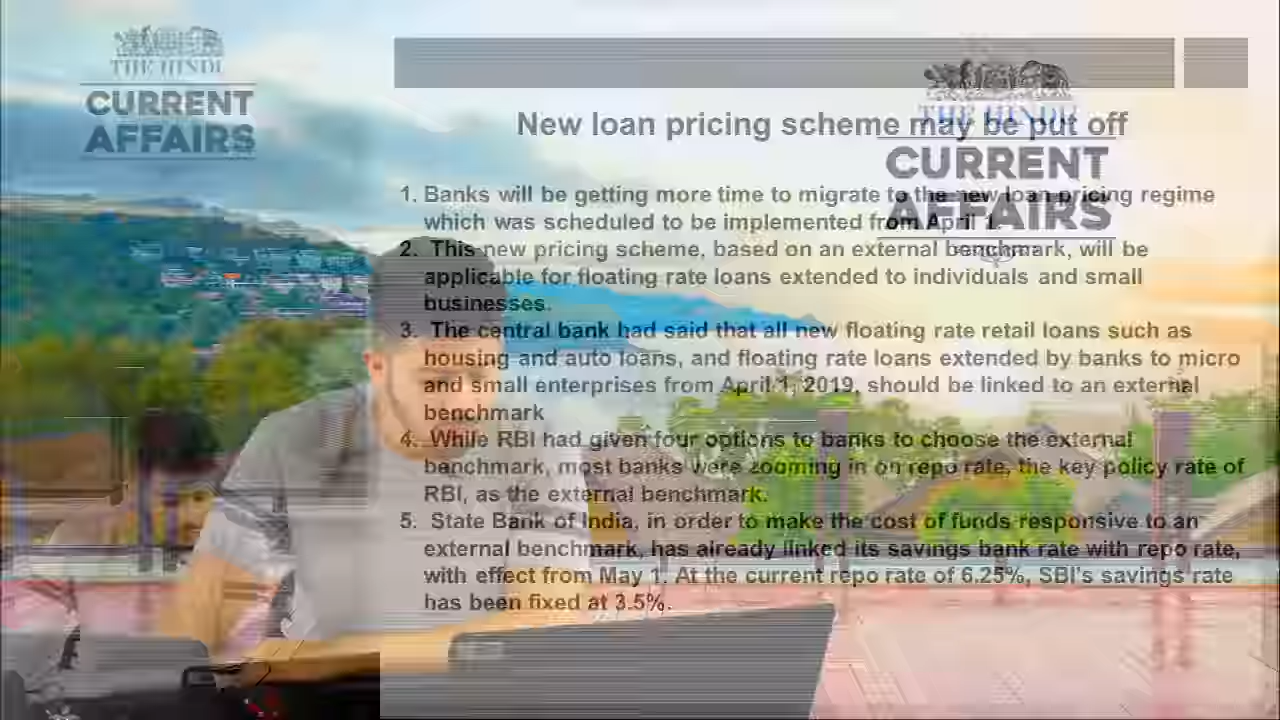 THE HINDU
CURRENT
AFFAIRS
THE HINDU
CURRENT
AFFAIRS
New loan pricing scheme may be put off
1. Banks will be getting more time to migrate to the new loan pricing regime
which was scheduled to be implemented from April 1.
2. This new pricing scheme, based on an external benchmark, will be
applicable for floating rate loans extended to individuals and small
businesses.
3. The central bank had said that all new floating rate retail loans such as
housing and auto loans, and floating rate loans extended by banks to micro
and small enterprises from April 1, 2019, should be linked to an external
benchmark
4. While RBI had given four options to banks to choose the external
benchmark, most banks were zooming in on repo rate, the key policy rate of
RBI, as the external benchmark.
5. State Bank of India, in order to make the cost of funds responsive to an
external benchmark, has already linked its savings bank rate with repo rate,
with effect from May 1. At the current repo rate of 6.25%, SBI's savings rate
has been fixed at 3.5%.